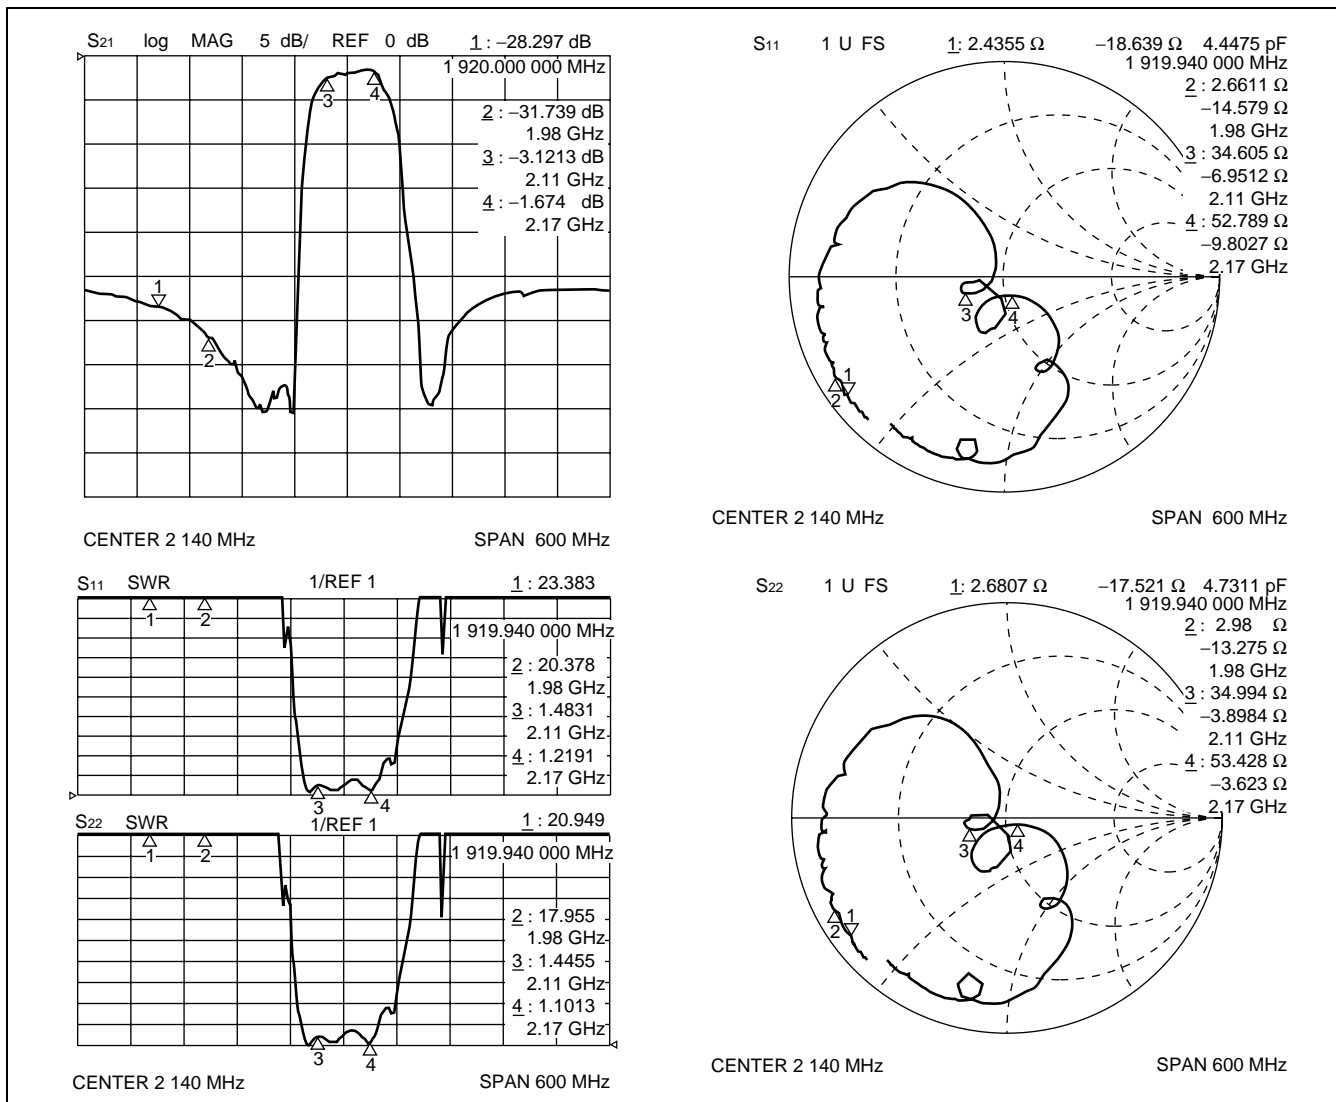 S21 log MAG 5 dB/ REF 0 dB 1 : –28.297 dB
1 920.000 000 MHz
2 : –31.739 dB
1.98 GHz
3 : –3.1213 dB
2.11 GHz
4 : –1.674 dB
2.17 GHz
3
4
1
2
CENTER 2 140 MHz SPAN 600 MHz
S11 1 U FS 1: 2.4355 Ω –18.639 Ω 4.4475 pF
1 919.940 000 MHz
2 : 2.6611 Ω
–14.579 Ω
1.98 GHz
3 : 34.605 Ω
–6.9512 Ω
2.11 GHz
4 : 52.789 Ω
–9.8027 Ω
2.17 GHz
3
4
1
2
CENTER 2 140 MHz SPAN 600 MHz
S11 SWR 1/REF 1 1 : 23.383
1 2
1 919.940 000 MHz
2 : 20.378
1.98 GHz
3 : 1.4831
2.11 GHz
4 : 1.2191
2.17 GHz
3 4
S22 SWR 1/REF 1 1 : 20.949
1 2
1 919.940 000 MHz
2 : 17.955
1.98 GHz
3 : 1.4455
2.11 GHz
4 : 1.1013
2.17 GHz
3 4
CENTER 2 140 MHz SPAN 600 MHz
S22 1 U FS 1: 2.6807 Ω –17.521 Ω 4.7311 pF
1 919.940 000 MHz
2 : 2.98 Ω
–13.275 Ω
1.98 GHz
3 : 34.994 Ω
–3.8984 Ω
2.11 GHz
4 : 53.428 Ω
–3.623 Ω
2.17 GHz
3
4
1
2
CENTER 2 140 MHz SPAN 600 MHz